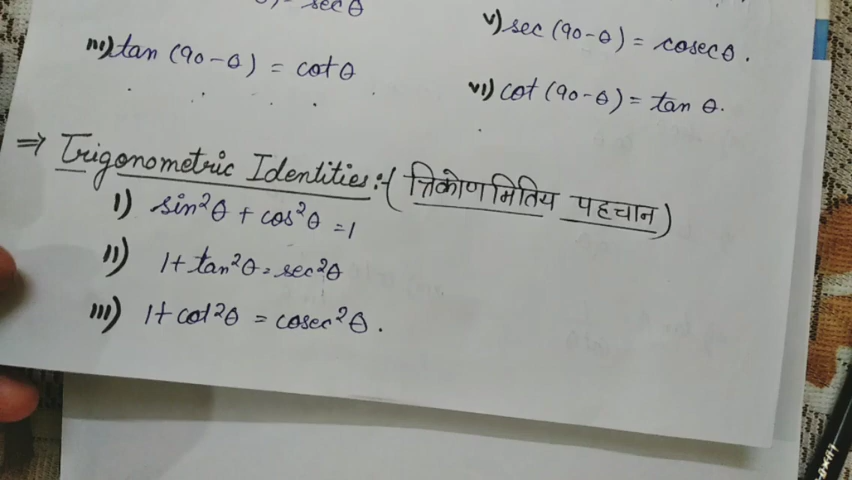 = sec θ
v) sec (90-θ) = cosec θ.
iii) tan (90-θ) = cot θ
vi) cot (90-θ) = tan θ.
⇒ Trigonometric Identities:-(त्रिकोणमितिय पहचान)
i) sin²θ + cos²θ = 1
ii) 1 + tan²θ = sec²θ
iii) 1 + cot²θ = cosec²θ.